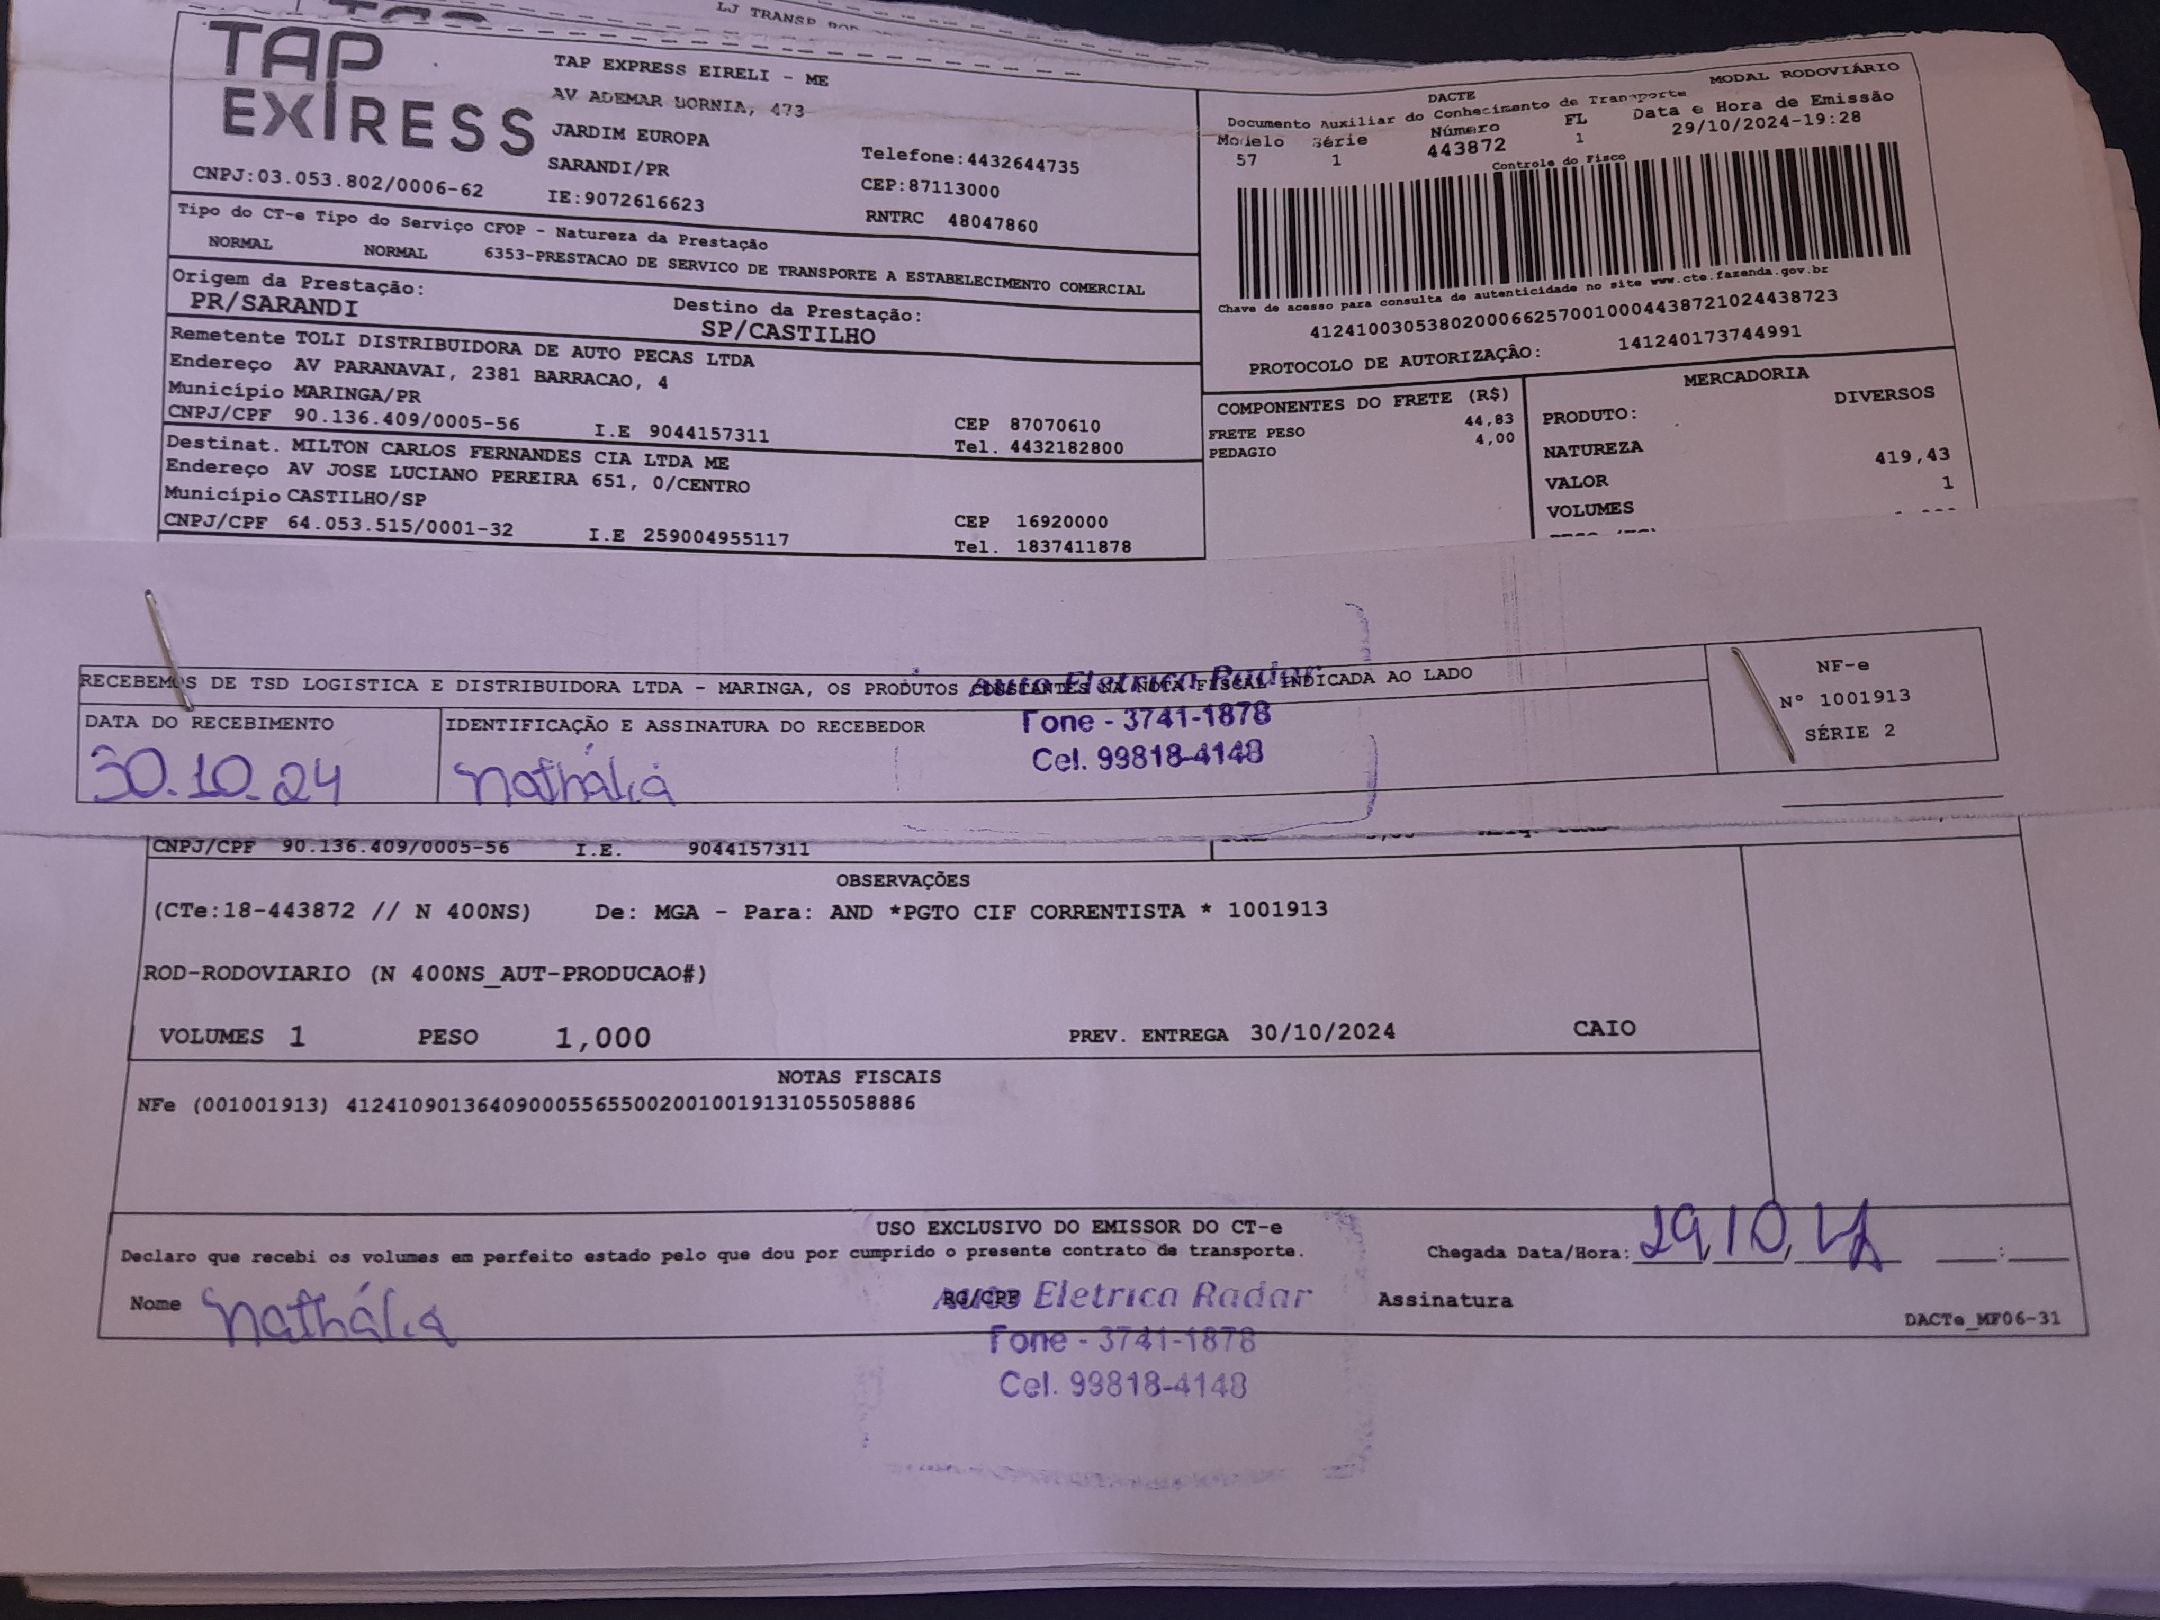 LJ TRANSP ROD
TAP EXPRESS
TAP EXPRESS EIRELI - ME
AV ADEMAR BORNIA, 473
JARDIM EUROPA
SARANDI/PR
Telefone:4432644735
CEP:87113000
CNPJ:03.053.802/0006-62
IE:9072616623
RNTRC 48047860
DACTE
MODAL RODOVIÁRIO
Documento Auxiliar do Conhecimento de Transporte
Modelo Série Número FL Data e Hora de Emissão
57 1 443872 1 29/10/2024-19:28
Controle do Fisco
Chave de acesso para consulta de autenticidade no site www.cte.fazenda.gov.br
41241003053802000662570010004438721024438723
PROTOCOLO DE AUTORIZAÇÃO: 141240173744991
Tipo do CT-e Tipo do Serviço CFOP - Natureza da Prestação
NORMAL NORMAL 6353-PRESTACAO DE SERVICO DE TRANSPORTE A ESTABELECIMENTO COMERCIAL
Origem da Prestação: Destino da Prestação:
PR/SARANDI SP/CASTILHO
Remetente TOLI DISTRIBUIDORA DE AUTO PECAS LTDA
Endereço AV PARANAVAI, 2381 BARRACAO, 4
Município MARINGA/PR CEP 87070610
CNPJ/CPF 90.136.409/0005-56 I.E 9044157311 Tel. 4432182800
Destinat. MILTON CARLOS FERNANDES CIA LTDA ME
Endereço AV JOSE LUCIANO PEREIRA 651, 0/CENTRO
Município CASTILHO/SP CEP 16920000
CNPJ/CPF 64.053.515/0001-32 I.E 259004955117 Tel. 1837411878
COMPONENTES DO FRETE (R$)
FRETE PESO 44,83
PEDAGIO 4,00
MERCADORIA
PRODUTO: DIVERSOS
NATUREZA
VALOR 419,43
VOLUMES 1
RECEBEMOS DE TSD LOGISTICA E DISTRIBUIDORA LTDA - MARINGA, OS PRODUTOS CONSTANTES NA NOTA FISCAL INDICADA AO LADO
DATA DO RECEBIMENTO
30.10.24
IDENTIFICAÇÃO E ASSINATURA DO RECEBEDOR
Nathália
Auto Eletrica Radar
Fone - 3741-1878
Cel. 99818-4148
NF-e
Nº 1001913
SÉRIE 2
CNPJ/CPF 90.136.409/0005-56 I.E. 9044157311
OBSERVAÇÕES
(CTe:18-443872 // N 400NS) De: MGA - Para: AND *PGTO CIF CORRENTISTA * 1001913
ROD-RODOVIARIO (N 400NS_AUT-PRODUCAO#)
VOLUMES 1 PESO 1,000 PREV. ENTREGA 30/10/2024 CAIO
NOTAS FISCAIS
NFe (001001913) 41241090136409000556550020010019131055058886
USO EXCLUSIVO DO EMISSOR DO CT-e
Declaro que recebi os volumes em perfeito estado pelo que dou por cumprido o presente contrato de transporte.
Chegada Data/Hora: 29,10,24 :
Nome Nathália RG/CPF Assinatura
Auto Eletrica Radar
Fone - 3741-1878
Cel. 99818-4148
DACTe_MF06-31